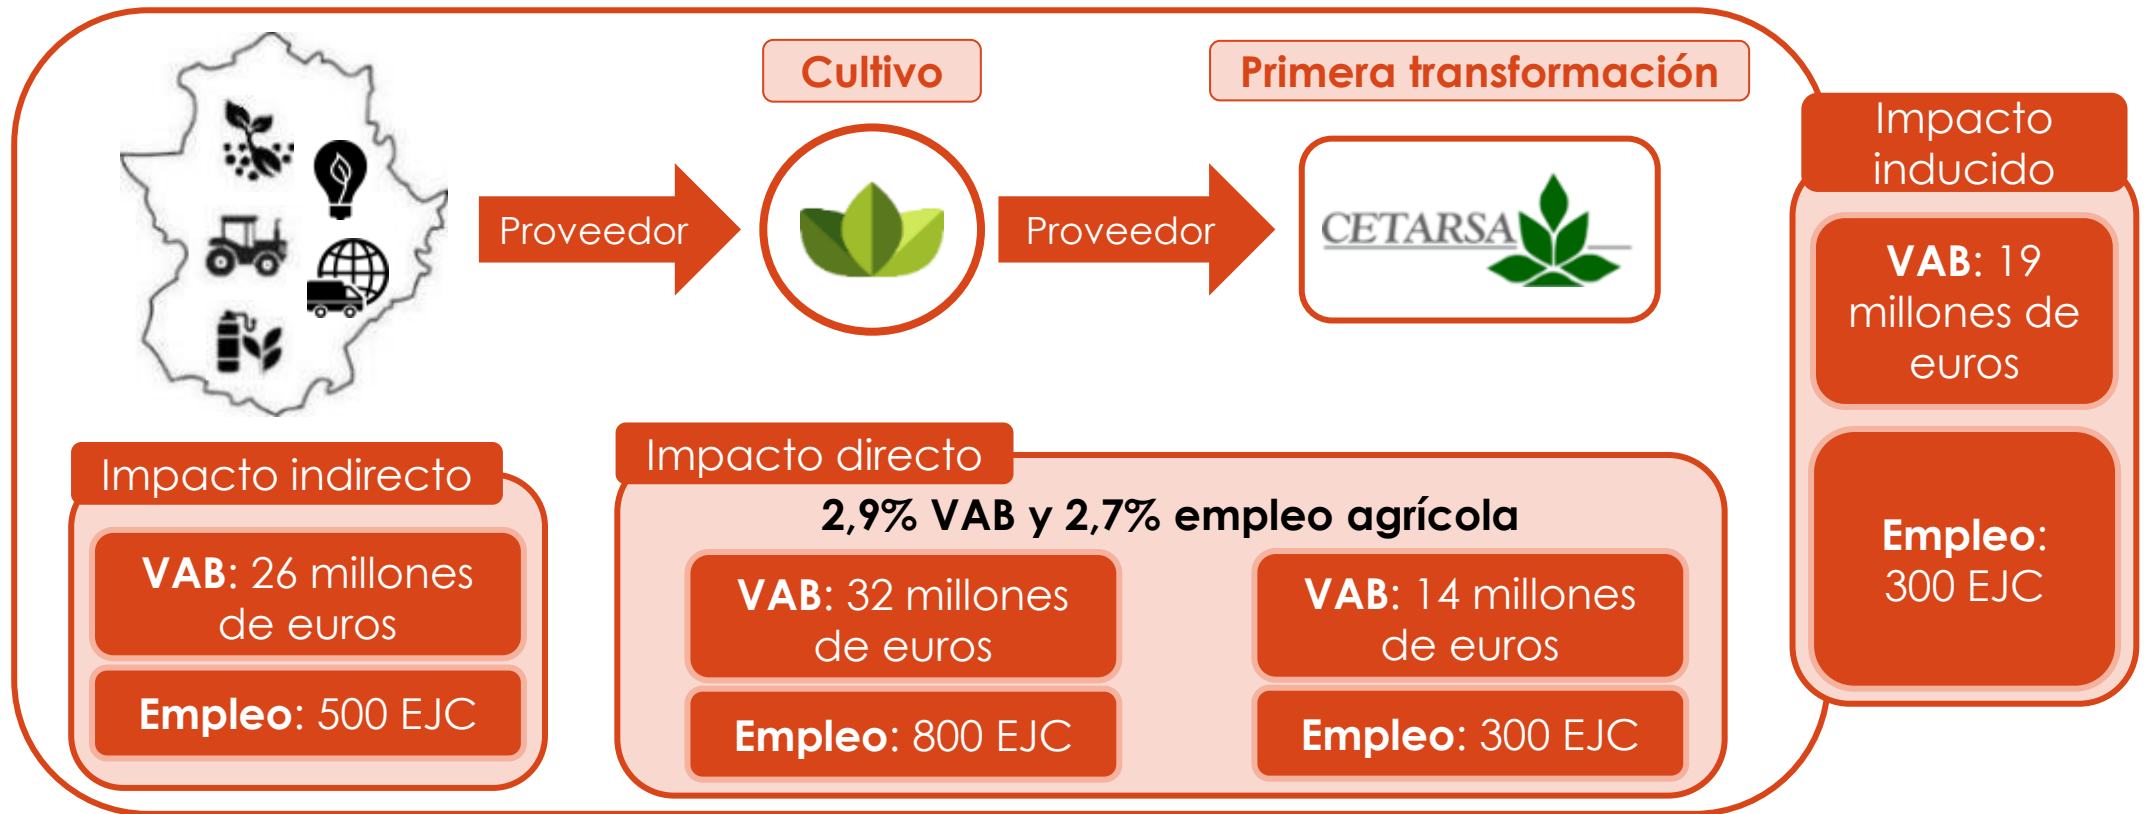 Cultivo
Primera transformación
Proveedor
Proveedor
CETARSA
Impacto
inducido
VAB: 19
millones de
euros
Empleo:
300 EJC
Impacto indirecto
VAB: 26 millones
de euros
Empleo: 500 EJC
Impacto directo
2,9% VAB y 2,7% empleo agrícola
VAB: 32 millones
de euros
Empleo: 800 EJC
VAB: 14 millones
de euros
Empleo: 300 EJC